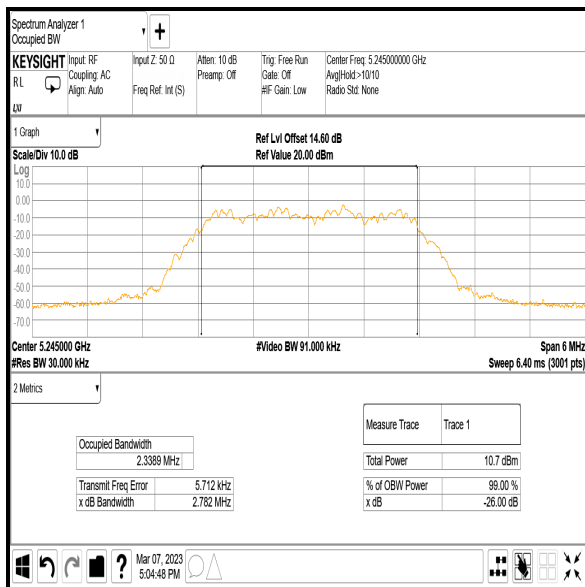 Spectrum Analyzer 1
Occupied BW
KEYSIGHT
R L
LXI
Input: RF
Coupling: AC
Align: Auto
Input Z: 50 Ω
Freq Ref: Int (S)
Atten: 10 dB
Preamp: Off
Trig: Free Run
Gate: Off
#IF Gain: Low
Center Freq: 5.245000000 GHz
Avg|Hold:>10/10
Radio Std: None
1 Graph
Scale/Div 10.0 dB
Ref Lvl Offset 14.60 dB
Ref Value 20.00 dBm
Log
10.0
0.00
-10.0
-20.0
-30.0
-40.0
-50.0
-60.0
-70.0
Center 5.245000 GHz
#Res BW 30.000 kHz
#Video BW 91.000 kHz
Span 6 MHz
Sweep 6.40 ms (3001 pts)
2 Metrics
Occupied Bandwidth
2.3389 MHz
Transmit Freq Error 5.712 kHz
x dB Bandwidth 2.782 MHz
Measure Trace Trace 1
Total Power 10.7 dBm
% of OBW Power 99.00 %
x dB -26.00 dB
?
Mar 07, 2023
5:04:48 PM